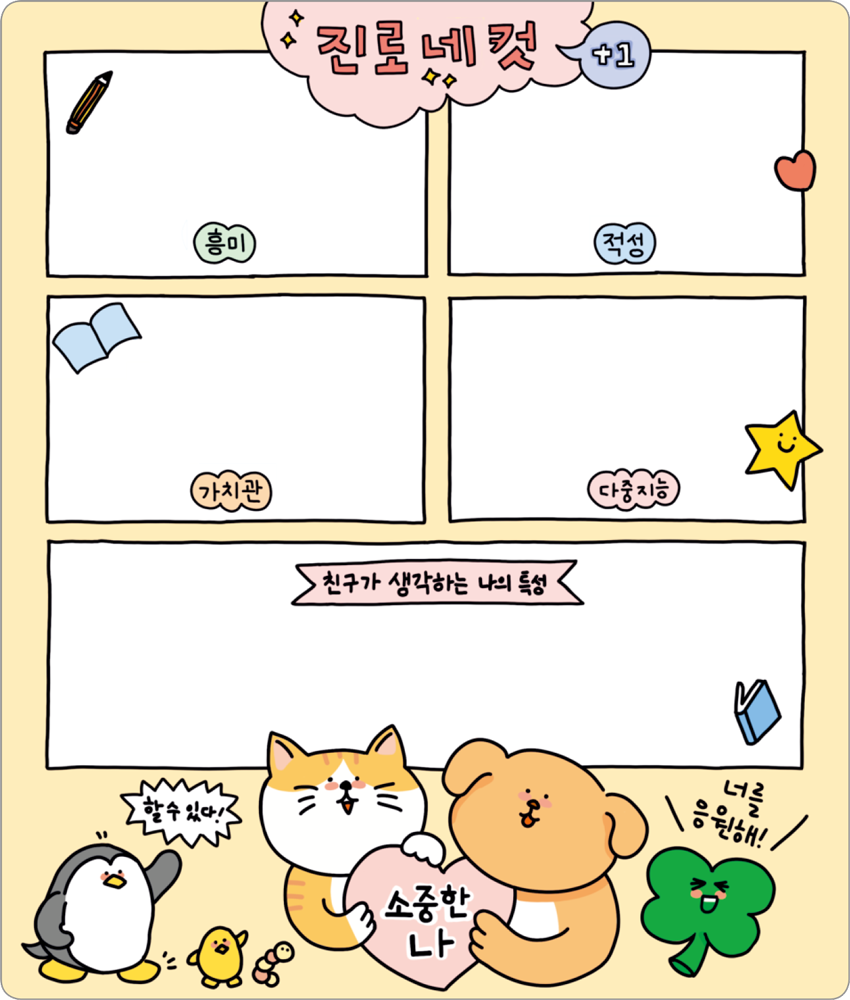 진로네컷
+1
흥미
적성
가치관
다중지능
친구가 생각하는 나의 특성
할 수 있다!
너를
응원해!
소중한
나